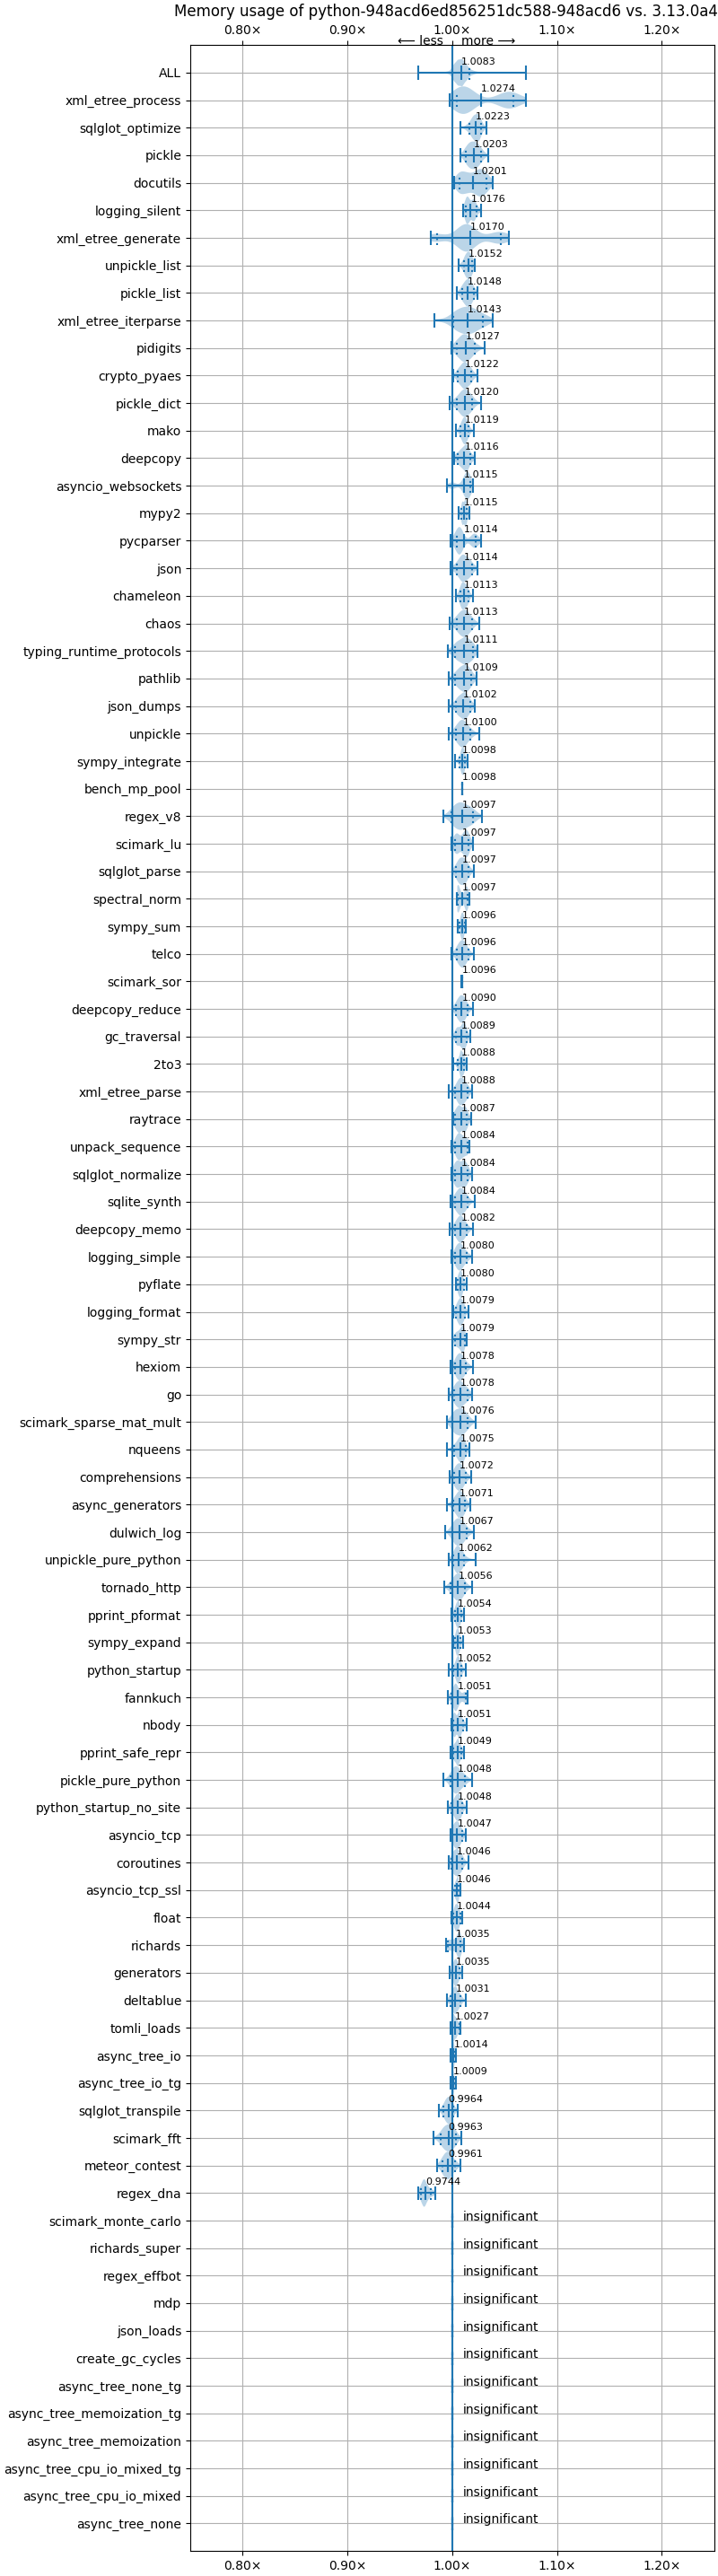 Memory usage of python-948acd6ed856251dc588-948acd6 vs. 3.13.0a4
0.80× 0.90× 1.00× 1.10× 1.20×
⟵ less more ⟶
ALL 1.0083
xml_etree_process 1.0274
sqlglot_optimize 1.0223
pickle 1.0203
docutils 1.0201
logging_silent 1.0176
xml_etree_generate 1.0170
unpickle_list 1.0152
pickle_list 1.0148
xml_etree_iterparse 1.0143
pidigits 1.0127
crypto_pyaes 1.0122
pickle_dict 1.0120
mako 1.0119
deepcopy 1.0116
asyncio_websockets 1.0115
mypy2 1.0115
pycparser 1.0114
json 1.0114
chameleon 1.0113
chaos 1.0113
typing_runtime_protocols 1.0111
pathlib 1.0109
json_dumps 1.0102
unpickle 1.0100
sympy_integrate 1.0098
bench_mp_pool 1.0098
regex_v8 1.0097
scimark_lu 1.0097
sqlglot_parse 1.0097
spectral_norm 1.0097
sympy_sum 1.0096
telco 1.0096
scimark_sor 1.0096
deepcopy_reduce 1.0090
gc_traversal 1.0089
2to3 1.0088
xml_etree_parse 1.0088
raytrace 1.0087
unpack_sequence 1.0084
sqlglot_normalize 1.0084
sqlite_synth 1.0084
deepcopy_memo 1.0082
logging_simple 1.0080
pyflate 1.0080
logging_format 1.0079
sympy_str 1.0079
hexiom 1.0078
go 1.0078
scimark_sparse_mat_mult 1.0076
nqueens 1.0075
comprehensions 1.0072
async_generators 1.0071
dulwich_log 1.0067
unpickle_pure_python 1.0062
tornado_http 1.0056
pprint_pformat 1.0054
sympy_expand 1.0053
python_startup 1.0052
fannkuch 1.0051
nbody 1.0051
pprint_safe_repr 1.0049
pickle_pure_python 1.0048
python_startup_no_site 1.0048
asyncio_tcp 1.0047
coroutines 1.0046
asyncio_tcp_ssl 1.0046
float 1.0044
richards 1.0035
generators 1.0035
deltablue 1.0031
tomli_loads 1.0027
async_tree_io 1.0014
async_tree_io_tg 1.0009
sqlglot_transpile 0.9964
scimark_fft 0.9963
meteor_contest 0.9961
regex_dna 0.9744
scimark_monte_carlo insignificant
richards_super insignificant
regex_effbot insignificant
mdp insignificant
json_loads insignificant
create_gc_cycles insignificant
async_tree_none_tg insignificant
async_tree_memoization_tg insignificant
async_tree_memoization insignificant
async_tree_cpu_io_mixed_tg insignificant
async_tree_cpu_io_mixed insignificant
async_tree_none insignificant
0.80× 0.90× 1.00× 1.10× 1.20×